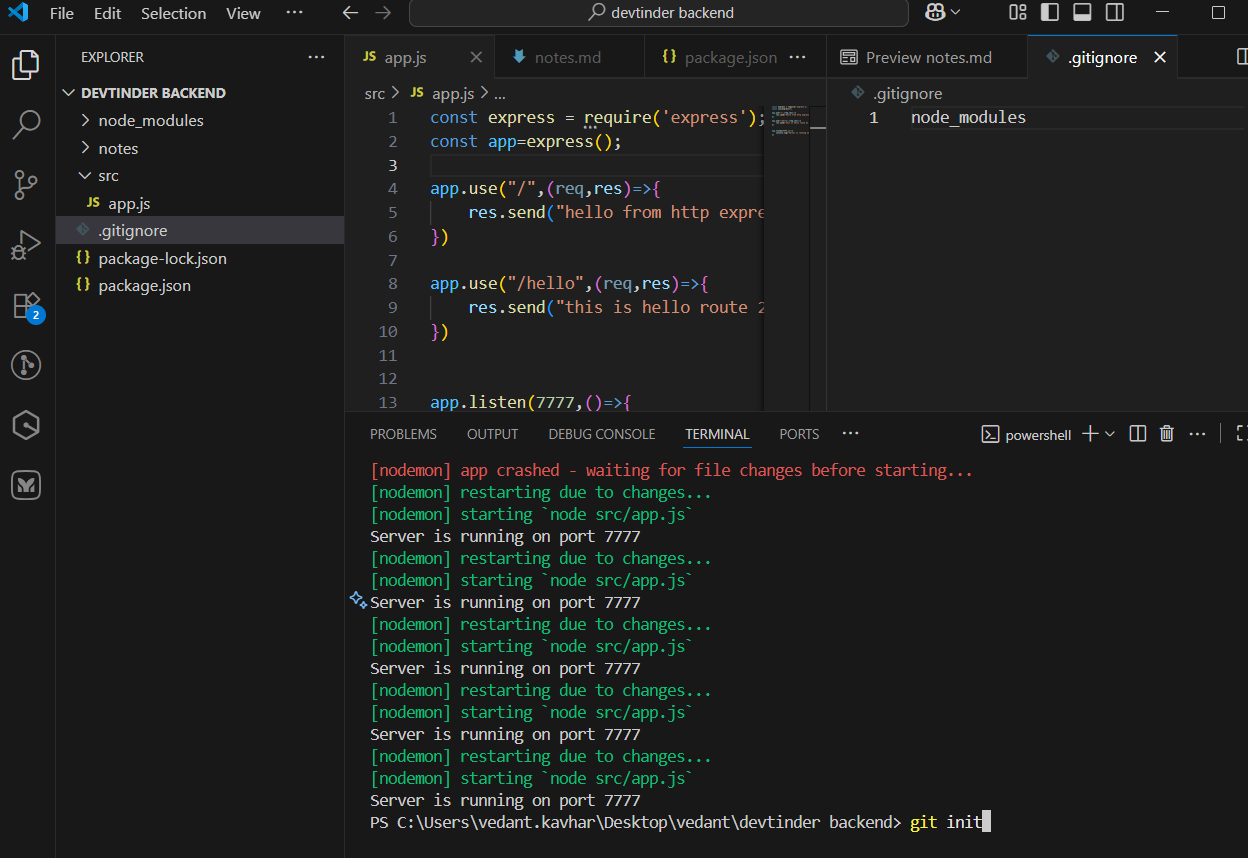 File Edit Selection View ··· devtinder backend
EXPLORER ···
DEVTINDER BACKEND
node_modules
notes
src
JS app.js
.gitignore
{} package-lock.json
{} package.json
2
JS app.js
notes.md
{} package.json ···
Preview notes.md
.gitignore
src > JS app.js > ...
1 const express = require('express');
2 const app=express();
3
4 app.use("/",(req,res)=>{
5 res.send("hello from http expre
6 })
7
8 app.use("/hello",(req,res)=>{
9 res.send("this is hello route 2
10 })
11
12
13 app.listen(7777,()=>{
.gitignore
1 node_modules
PROBLEMS OUTPUT DEBUG CONSOLE TERMINAL PORTS ··· powershell ···
[nodemon] app crashed - waiting for file changes before starting...
[nodemon] restarting due to changes...
[nodemon] starting `node src/app.js`
Server is running on port 7777
[nodemon] restarting due to changes...
[nodemon] starting `node src/app.js`
Server is running on port 7777
[nodemon] restarting due to changes...
[nodemon] starting `node src/app.js`
Server is running on port 7777
[nodemon] restarting due to changes...
[nodemon] starting `node src/app.js`
Server is running on port 7777
[nodemon] restarting due to changes...
[nodemon] starting `node src/app.js`
Server is running on port 7777
PS C:\Users\vedant.kavhar\Desktop\vedant\devtinder backend> git init